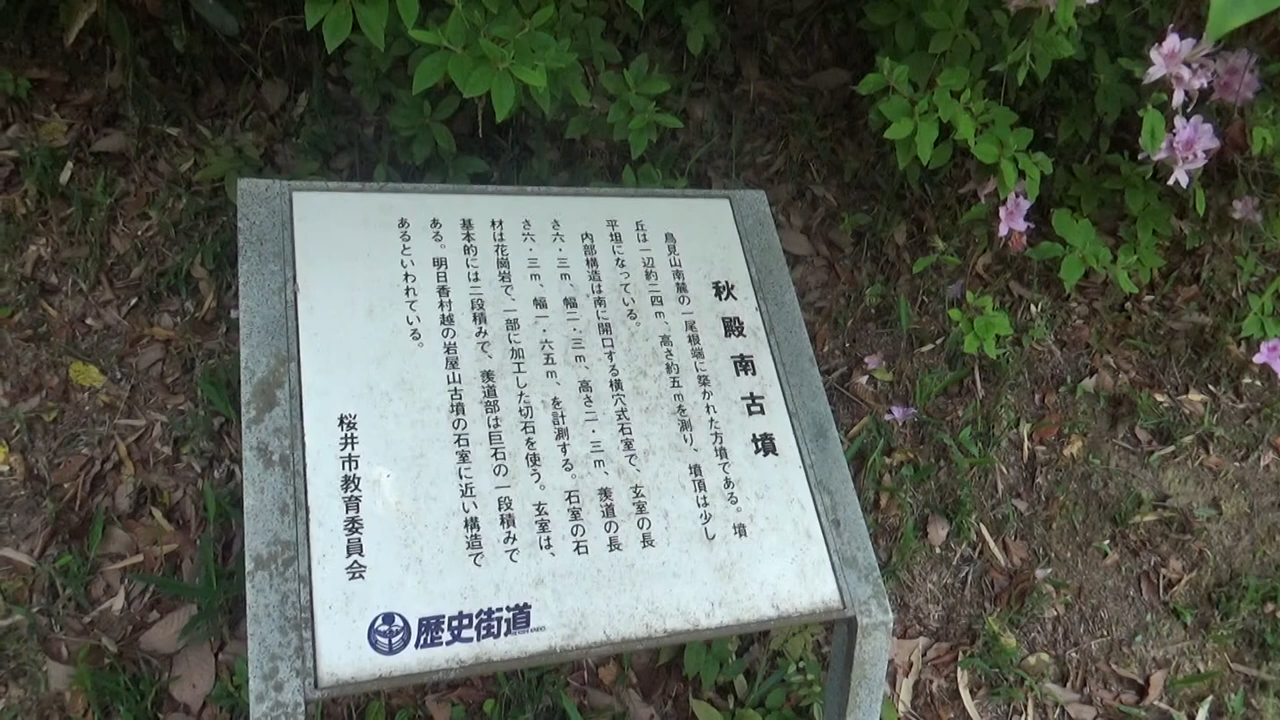 秋殿南古墳
鳥見山南麓の一尾根端に築かれた方墳である。墳
丘は一辺約二四m、高さ約五mを測り、墳頂は少し
平坦になっている。
内部構造は南に開口する横穴式石室で、玄室の長
さ六・三m、幅二・三m、高さ二・三m、羨道の長
さ六・三m、幅一・六五m、を計測する。石室の石
材は花崗岩で、一部に加工した切石を使う。玄室は、
基本的には二段積みで、羨道部は巨石の一段積みで
ある。明日香村越の岩屋山古墳の石室に近い構造で
あるといわれている。
桜井市教育委員会
歴史街道